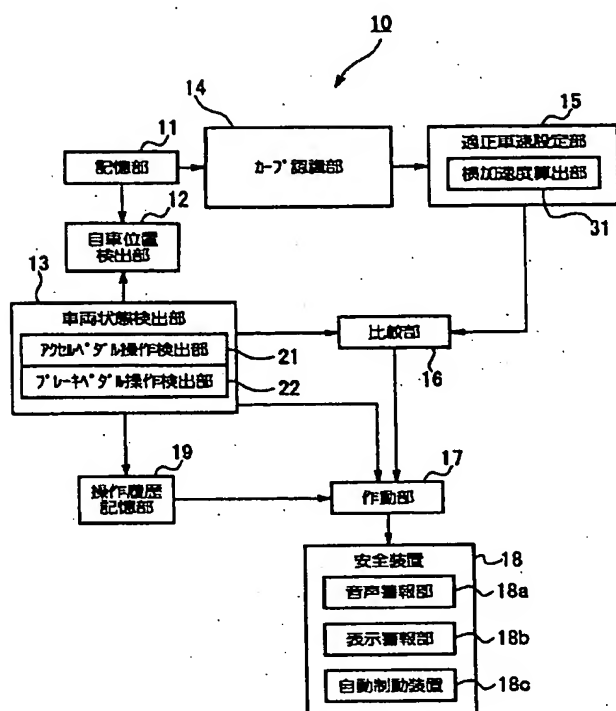 10
14
15
11
適正車速設定部
記憶部
カーブ認識部
横加速度算出部
12
31
自車位置
検出部
13
車両状態検出部
比較部
アクセルペダル操作検出部
21
ブレーキペダル操作検出部
22
16
19
17
操作履歴
記憶部
作動部
安全装置
18
音声警報部
18a
表示警報部
18b
自動制動装置
18c